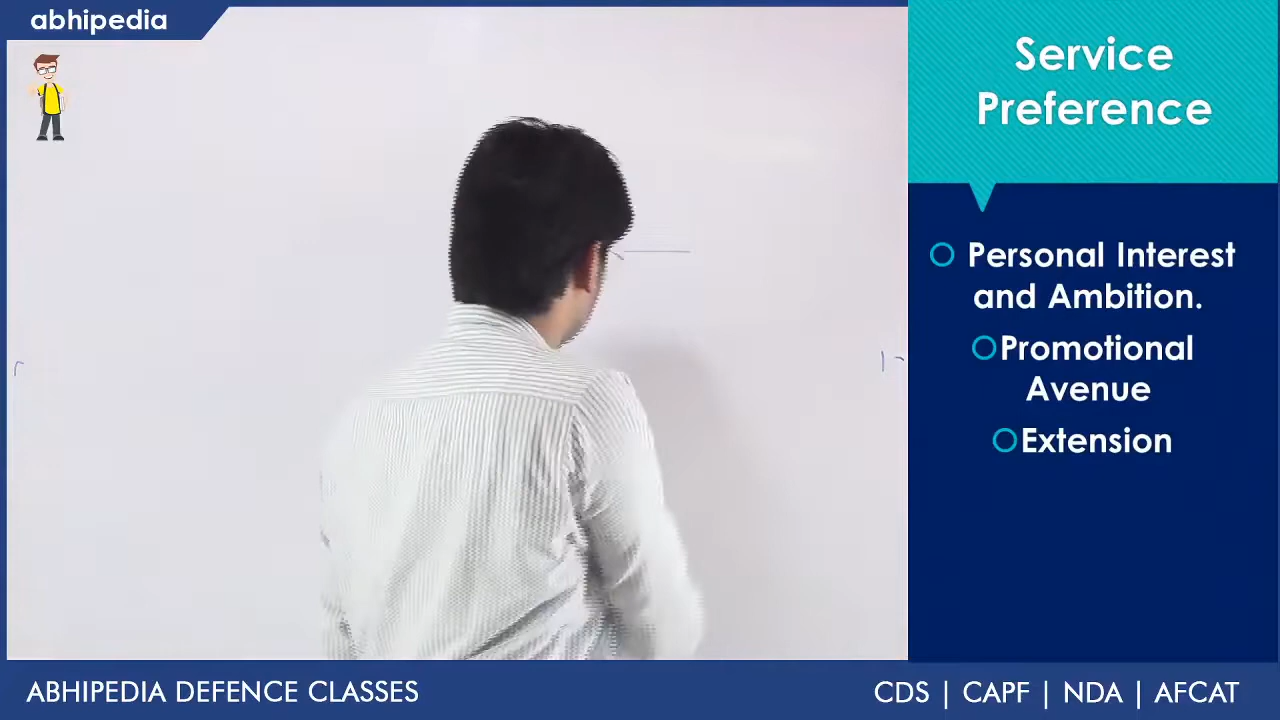 abhipedia
Service
Preference
Personal Interest
and Ambition.
Promotional
Avenue
Extension
ABHIPEDIA DEFENCE CLASSES
CDS | CAPF | NDA | AFCAT